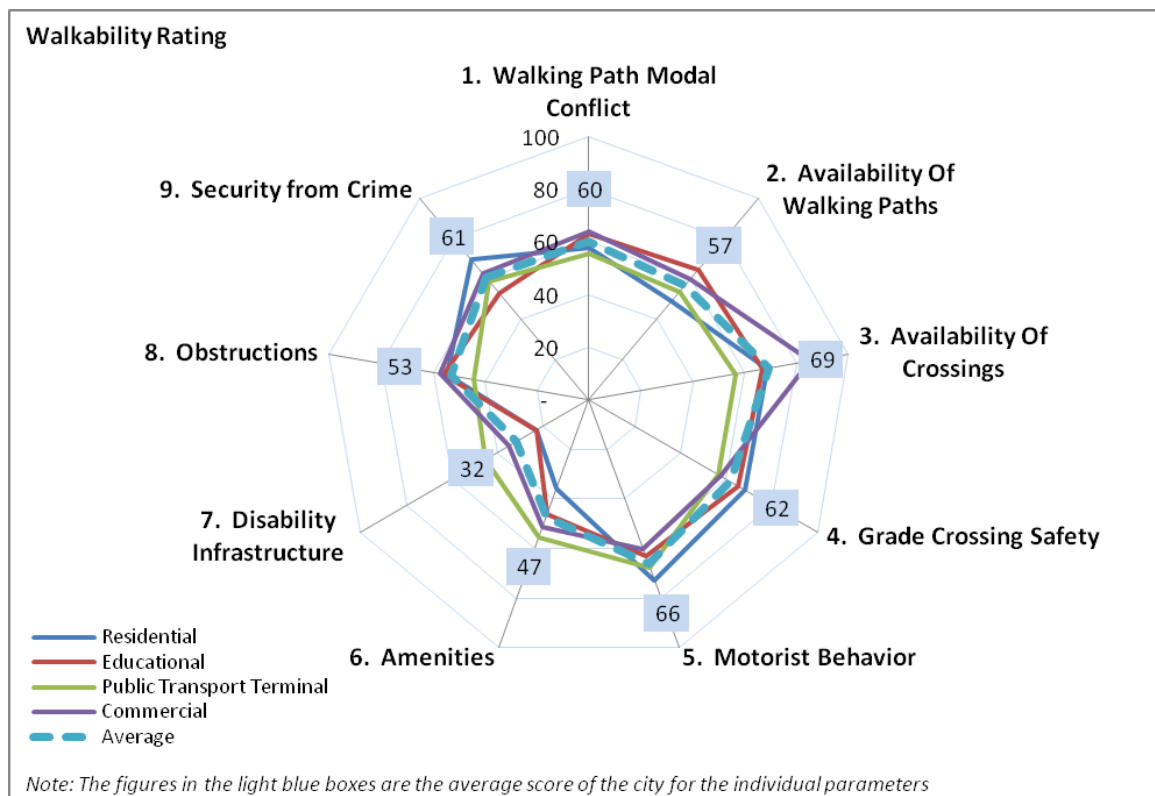 Walkability Rating
1. Walking Path Modal
Conflict
100
80
60
40
20
-
60
2. Availability Of
Walking Paths
57
3. Availability Of
Crossings
69
4. Grade Crossing Safety
62
5. Motorist Behavior
66
6. Amenities
47
7. Disability
Infrastructure
32
8. Obstructions
53
9. Security from Crime
61
Residential
Educational
Public Transport Terminal
Commercial
Average
Note: The figures in the light blue boxes are the average score of the city for the individual parameters